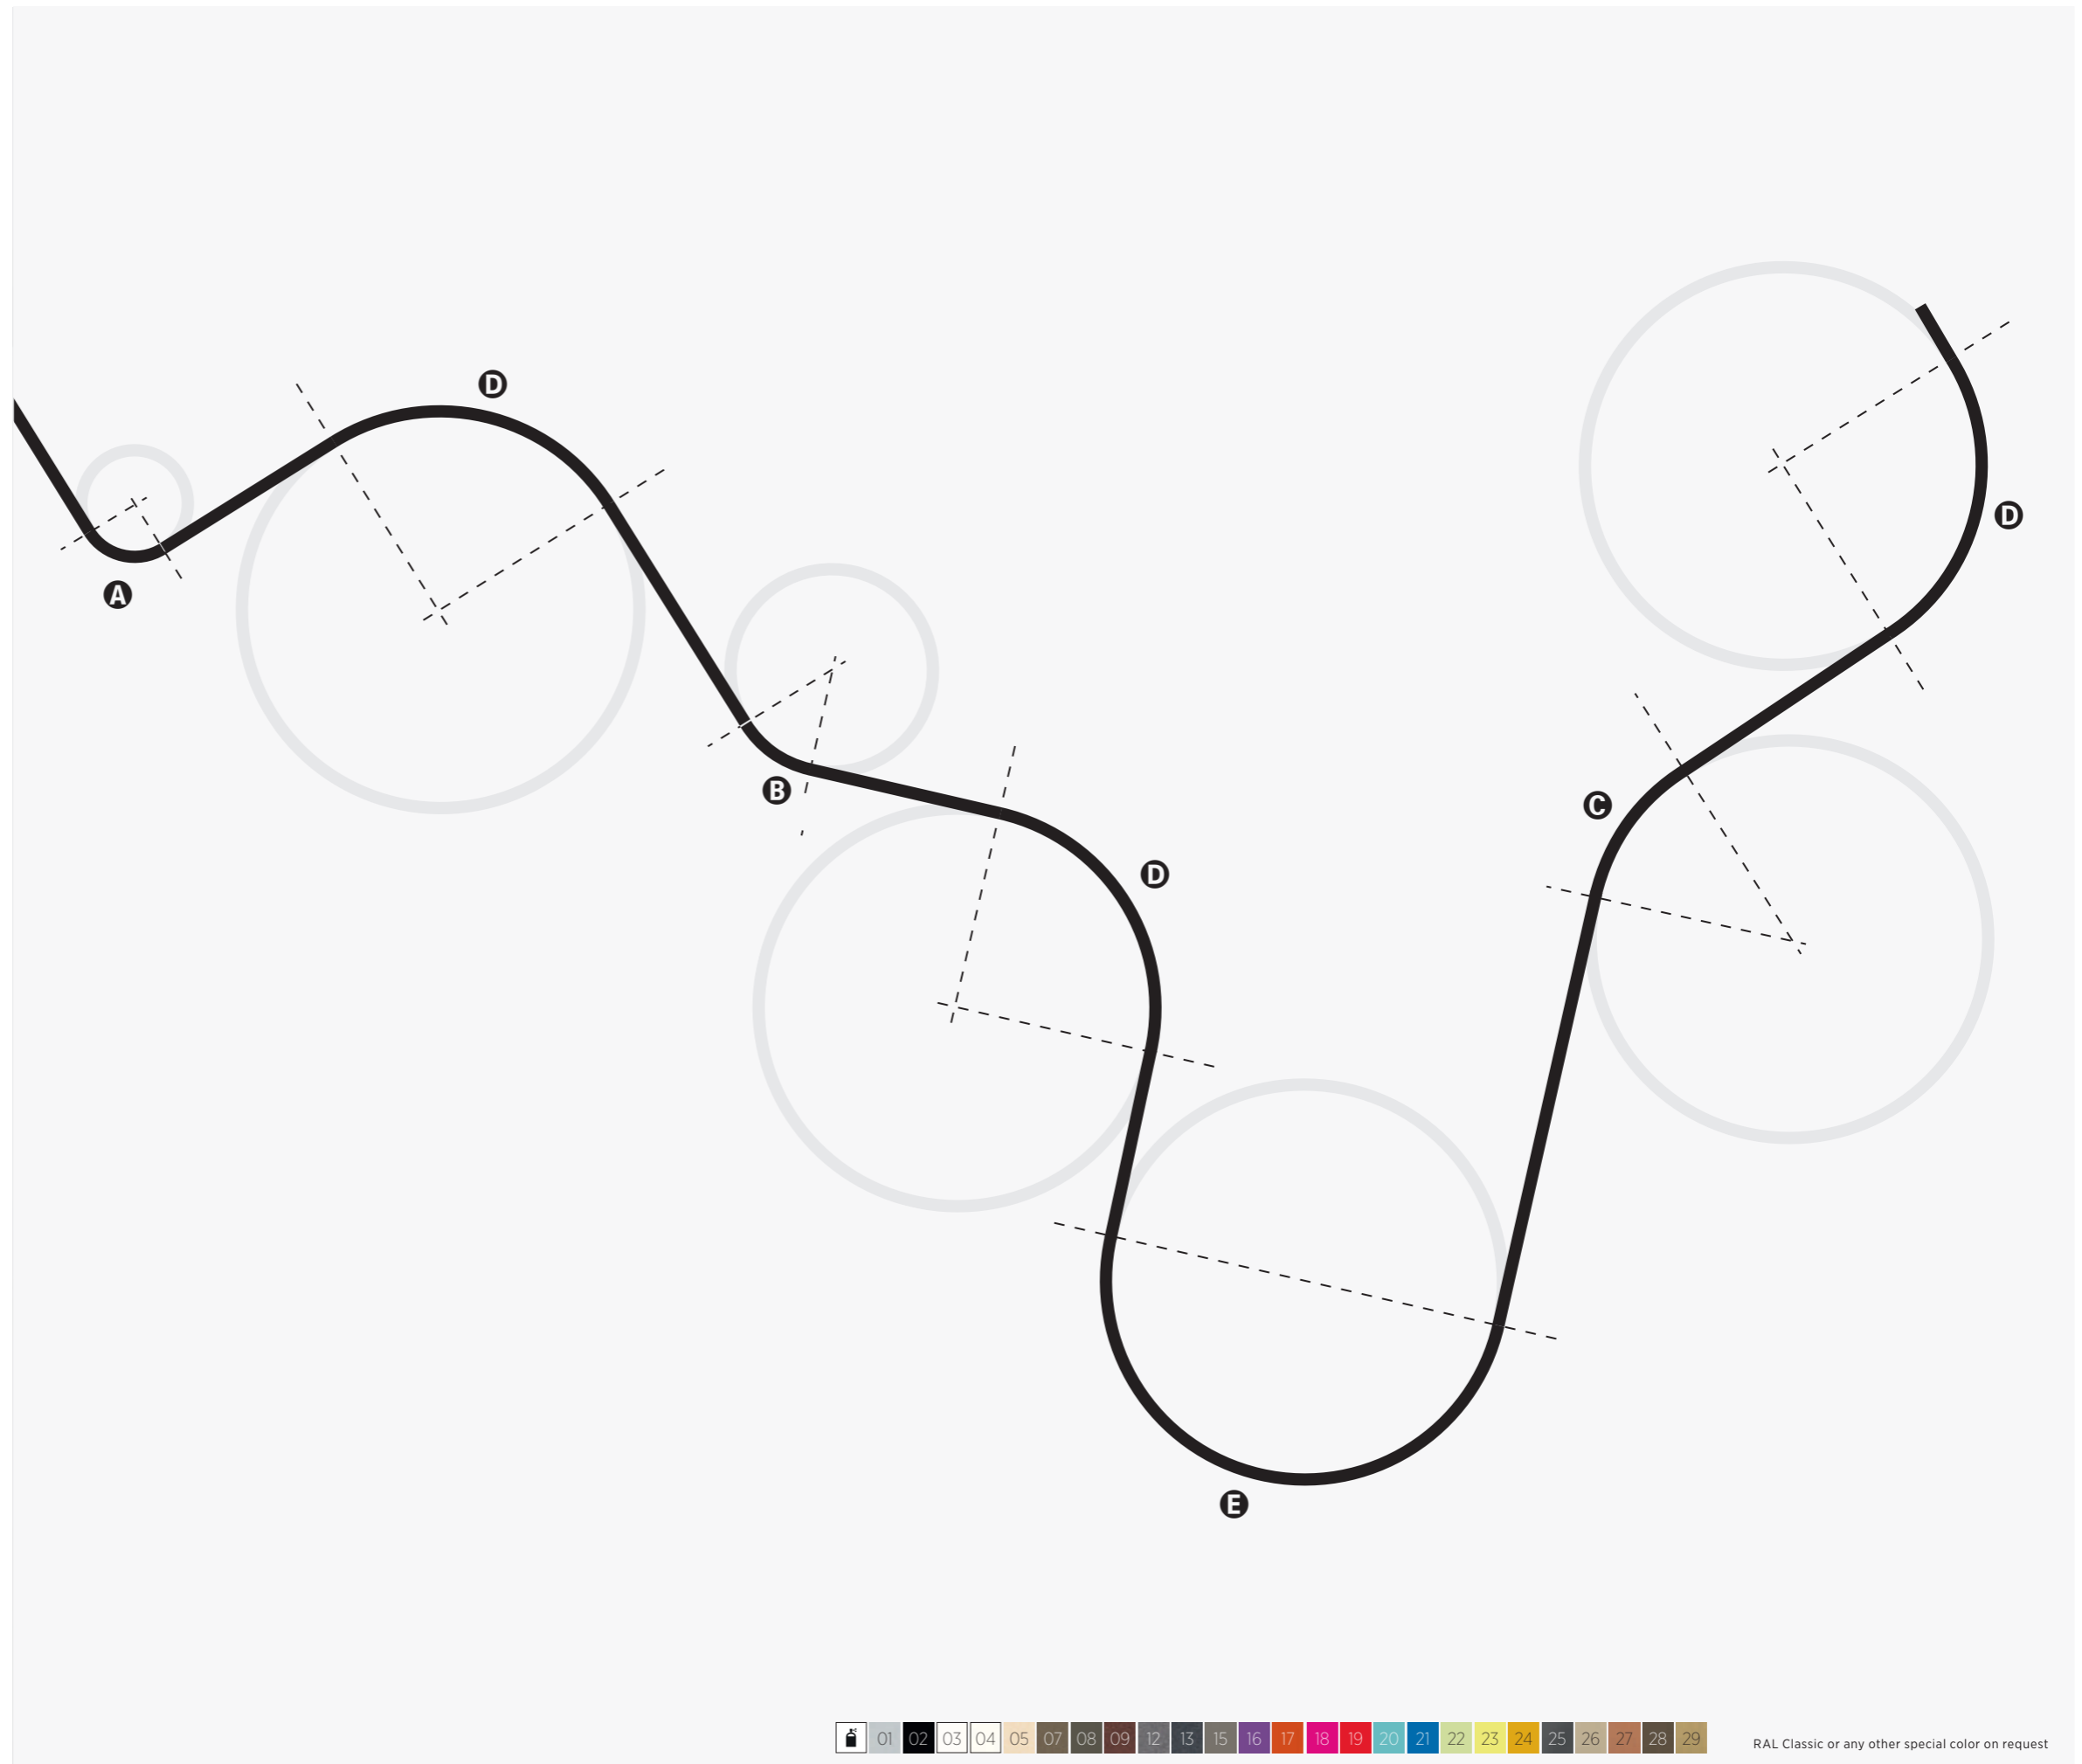 D
D
A
B
C
D
E
01 02 03 04 05 07 08 09 12 13 15 16 17 18 19 20 21 22 23 24 25 26 27 28 29
RAL Classic or any other special color on request